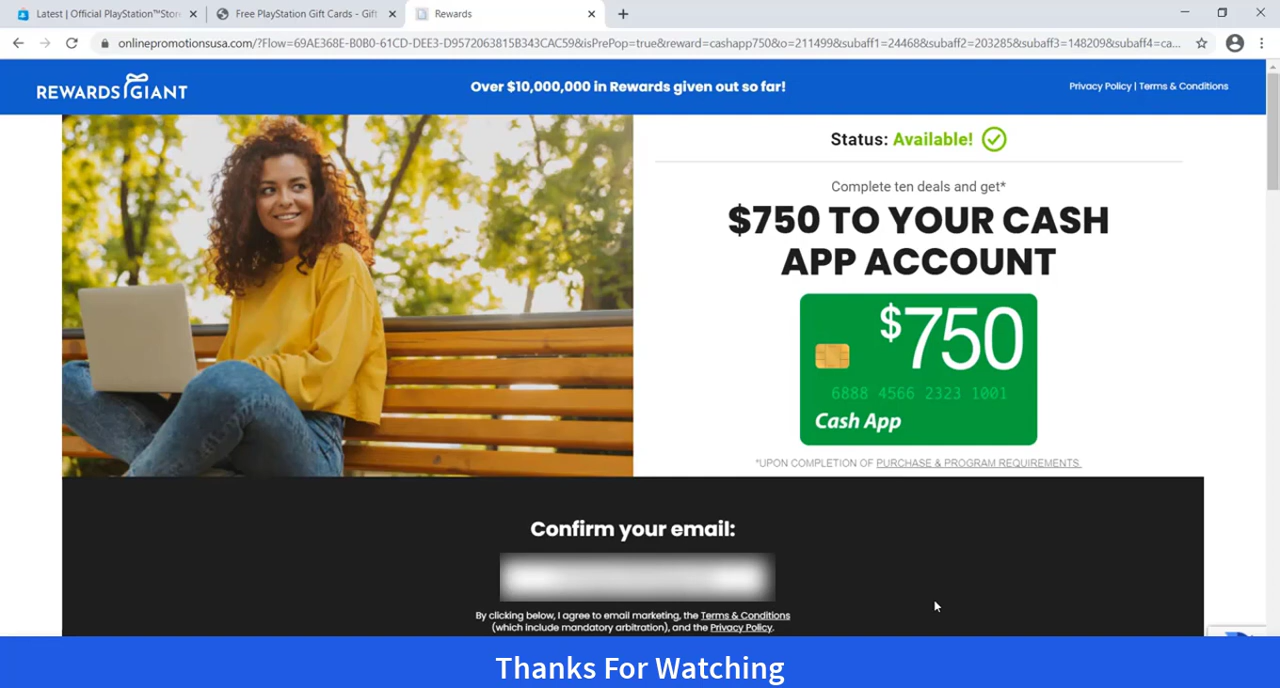 Latest | Official PlayStation™Store
Free PlayStation Gift Cards - Gift
Rewards
onlinepromotionsusa.com/?Flow=69AE368E-B0B0-61CD-DEE3-D9572063815B343CAC59&isPrePop=true&reward=cashapp750&o=211499&subaff1=24468&subaff2=203285&subaff3=148209&subaff4=ca...
REWARDS GIANT
Over $10,000,000 in Rewards given out so far!
Privacy Policy | Terms & Conditions
Status: Available!
Complete ten deals and get*
$750 TO YOUR CASH
APP ACCOUNT
$750
6888 4566 2323 1001
Cash App
*UPON COMPLETION OF PURCHASE & PROGRAM REQUIREMENTS.
Confirm your email:
By clicking below, I agree to email marketing, the Terms & Conditions
(which include mandatory arbitration), and the Privacy Policy.
Thanks For Watching